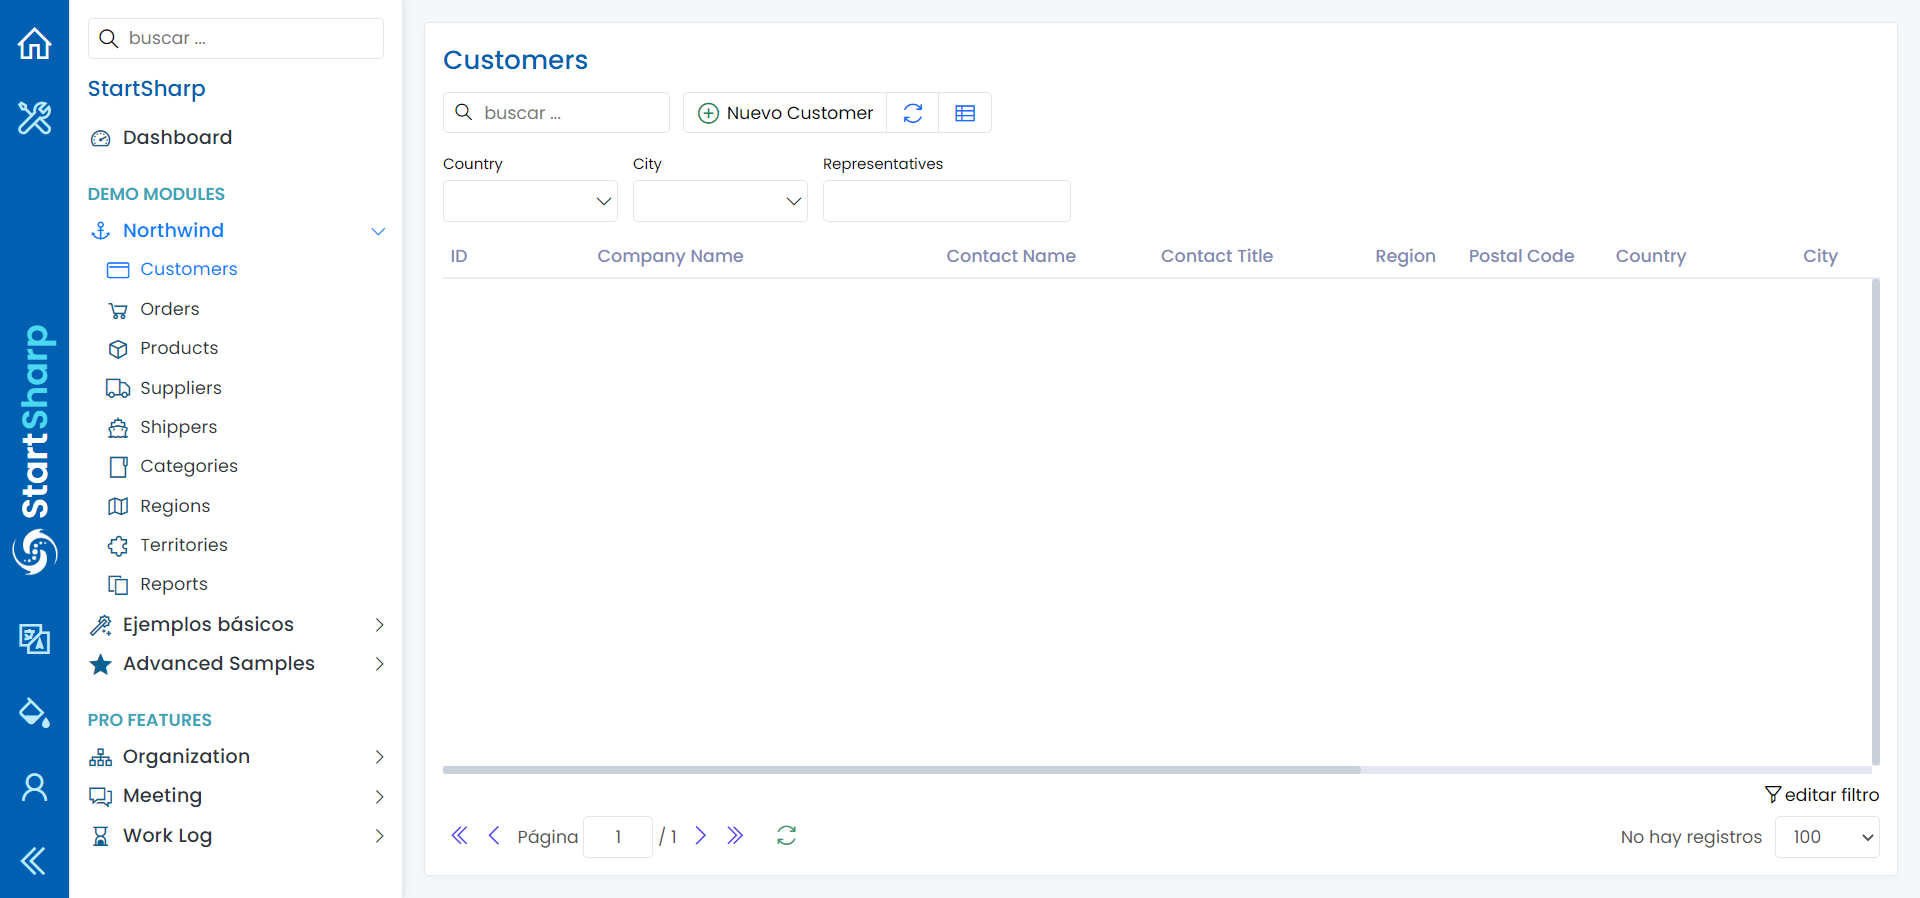 buscar ...
StartSharp
Dashboard
DEMO MODULES
Northwind
Customers
Orders
Products
Suppliers
Shippers
Categories
Regions
Territories
Reports
Ejemplos básicos
Advanced Samples
PRO FEATURES
Organization
Meeting
Work Log
StartSharp
Customers
buscar ...
Nuevo Customer
Country City Representatives
ID Company Name Contact Name Contact Title Region Postal Code Country City
editar filtro
Página 1 / 1
No hay registros 100